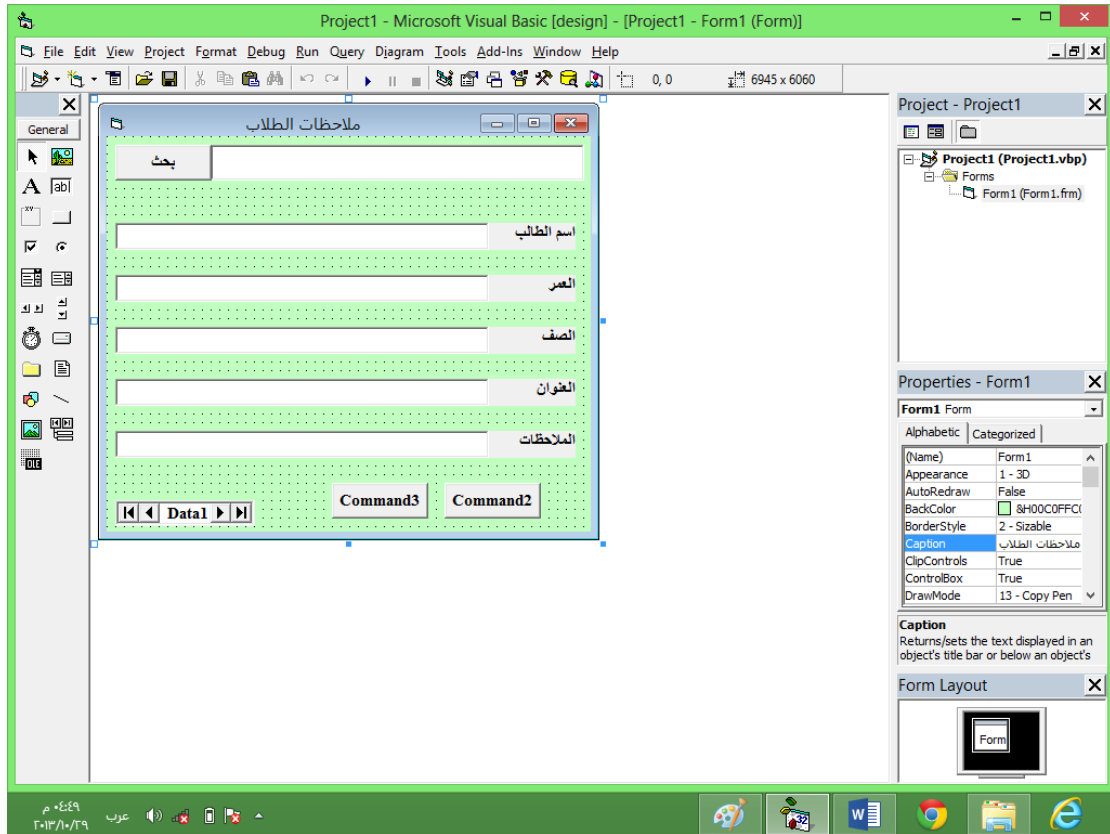 Project1 - Microsoft Visual Basic [design] - [Project1 - Form1 (Form)]
File Edit View Project Format Debug Run Query Diagram Tools Add-Ins Window Help
0, 0 6945 x 6060
General
A ab|
XV
OLE
ملاحظات الطلاب
بحث
اسم الطالب
العمر
الصف
العنوان
الملاحظات
Data1 Command3 Command2
Project - Project1
Project1 (Project1.vbp)
Forms
Form1 (Form1.frm)
Properties - Form1
Form1 Form
Alphabetic Categorized
(Name) Form1
Appearance 1 - 3D
AutoRedraw False
BackColor &H00C0FFC(
BorderStyle 2 - Sizable
Caption ملاحظات الطلاب
ClipControls True
ControlBox True
DrawMode 13 - Copy Pen
Caption
Returns/sets the text displayed in an
object's title bar or below an object's
Form Layout
Form
٠٤:٤٩ م
٢٠١٣/١٠/٢٩
عرب
32
W